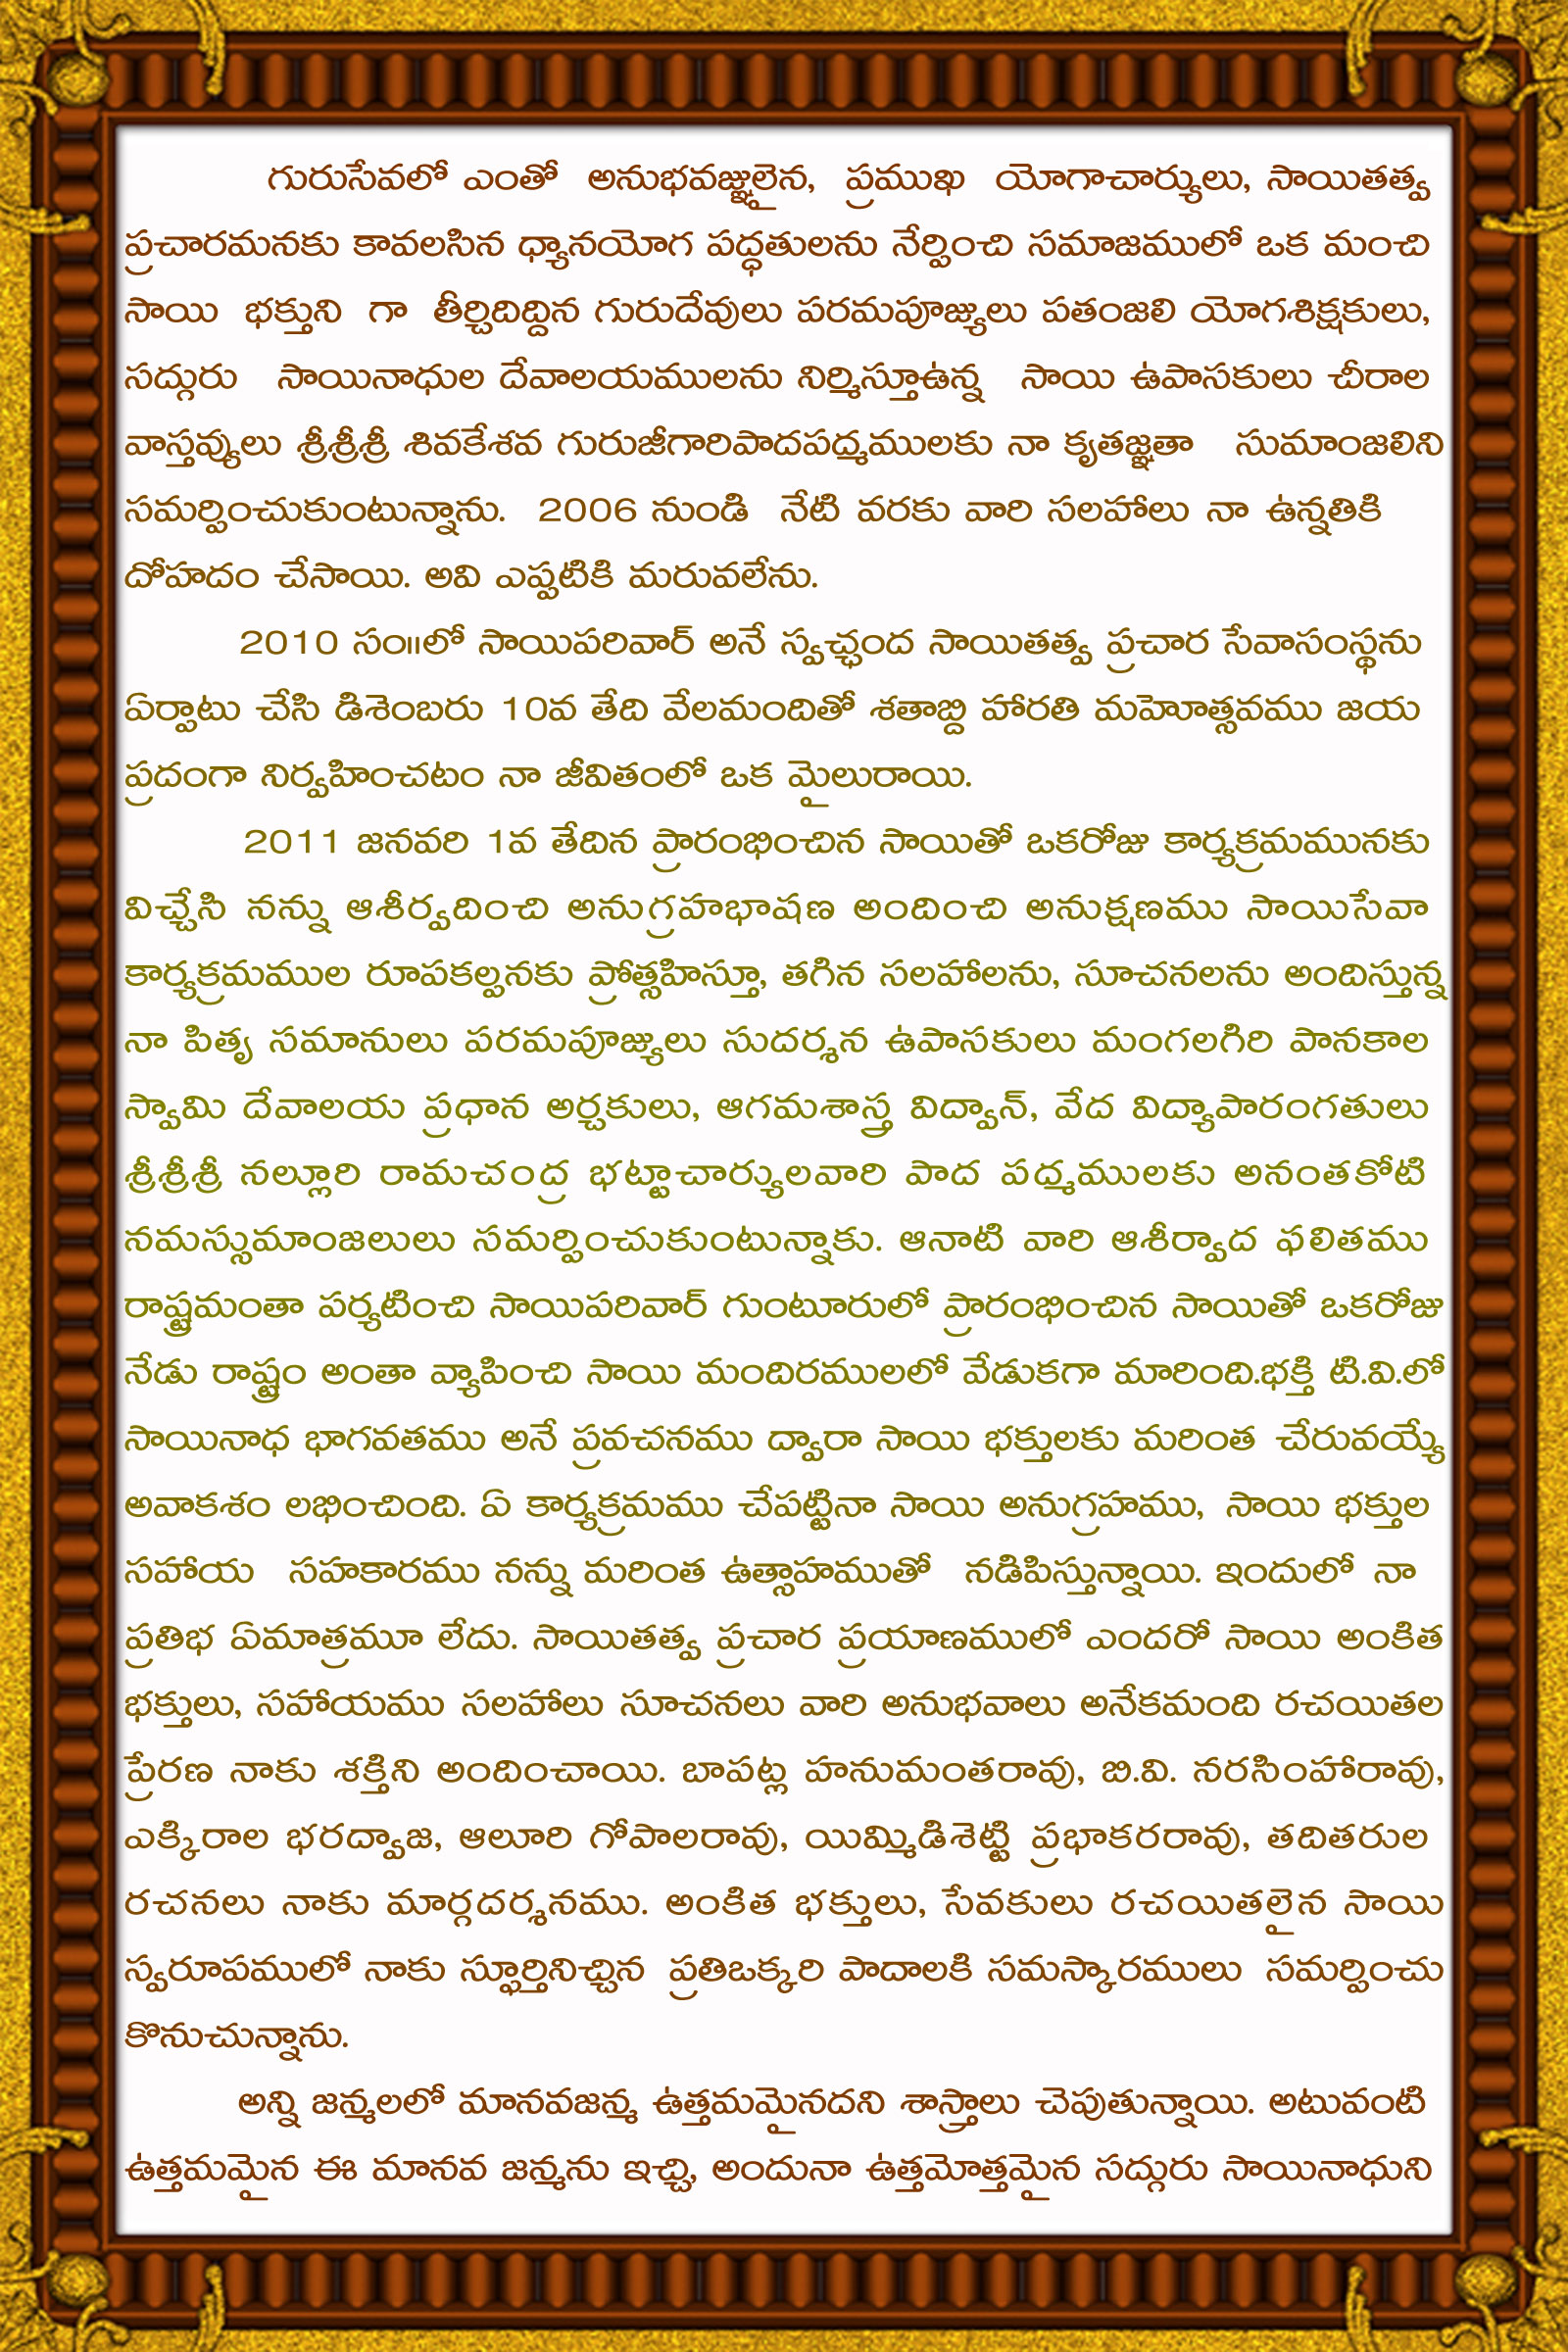 గురుసేవలో ఎంతో అనుభవజ్ఞులైన, ప్రముఖ యోగాచార్యులు, సాయితత్వ
ప్రచారమనకు కావలసిన ధ్యానయోగ పద్ధతులను నేర్పించి సమాజములో ఒక మంచి
సాయి భక్తుని గా తీర్చిదిద్దిన గురుదేవులు పరమపూజ్యులు పతంజలి యోగశిక్షకులు,
సద్గురు సాయినాధుల దేవాలయములను నిర్మిస్తూఉన్న సాయి ఉపాసకులు చీరాల
వాస్తవ్యులు శ్రీశ్రీశ్రీ శివకేశవ గురుజీగారిపాదపద్మములకు నా కృతజ్ఞతా సుమాంజలిని
సమర్పించుకుంటున్నాను. 2006 నుండి నేటి వరకు వారి సలహాలు నా ఉన్నతికి
దోహదం చేసాయి. అవి ఎప్పటికి మరువలేను.
2010 సం॥లో సాయిపరివార్ అనే స్వచ్ఛంద సాయితత్వ ప్రచార సేవాసంస్థను
ఏర్పాటు చేసి డిశెంబరు 10వ తేది వేలమందితో శతాబ్ది హారతి మహెూత్సవము జయ
ప్రదంగా నిర్వహించటం నా జీవితంలో ఒక మైలురాయి.
2011 జనవరి 1వ తేదిన ప్రారంభించిన సాయితో ఒకరోజు కార్యక్రమమునకు
విచ్చేసి నన్ను ఆశీర్వదించి అనుగ్రహభాషణ అందించి అనుక్షణము సాయిసేవా
కార్యక్రమముల రూపకల్పనకు ప్రోత్సహిస్తూ, తగిన సలహాలను, సూచనలను అందిస్తున్న
నా పితృ సమానులు పరమపూజ్యులు సుదర్శన ఉపాసకులు మంగలగిరి పానకాల
స్వామి దేవాలయ ప్రధాన అర్చకులు, ఆగమశాస్త్ర విద్వాన్, వేద విద్యాపారంగతులు
శ్రీశ్రీశ్రీ నల్లూరి రామచంద్ర భట్టాచార్యులవారి పాద పద్మములకు అనంతకోటి
నమస్సుమాంజలులు సమర్పించుకుంటున్నాకు. ఆనాటి వారి ఆశీర్వాద ఫలితము
రాష్ట్రమంతా పర్యటించి సాయిపరివార్ గుంటూరులో ప్రారంభించిన సాయితో ఒకరోజు
నేడు రాష్ట్రం అంతా వ్యాపించి సాయి మందిరములలో వేడుకగా మారింది.భక్తి టి.వి.లో
సాయినాధ భాగవతము అనే ప్రవచనము ద్వారా సాయి భక్తులకు మరింత చేరువయ్యే
అవాకశం లభించింది. ఏ కార్యక్రమము చేపట్టినా సాయి అనుగ్రహము, సాయి భక్తుల
సహాయ సహకారము నన్ను మరింత ఉత్సాహముతో నడిపిస్తున్నాయి. ఇందులో నా
ప్రతిభ ఏమాత్రమూ లేదు. సాయితత్వ ప్రచార ప్రయాణములో ఎందరో సాయి అంకిత
భక్తులు, సహాయము సలహాలు సూచనలు వారి అనుభవాలు అనేకమంది రచయితల
ప్రేరణ నాకు శక్తిని అందించాయి. బాపట్ల హనుమంతరావు, బి.వి. నరసింహారావు,
ఎక్కిరాల భరద్వాజ, ఆలూరి గోపాలరావు, యిమ్మిడిశెట్టి ప్రభాకరరావు, తదితరుల
రచనలు నాకు మార్గదర్శనము. అంకిత భక్తులు, సేవకులు రచయితలైన సాయి
స్వరూపములో నాకు స్ఫూర్తినిచ్చిన ప్రతిఒక్కరి పాదాలకి సమస్కారములు సమర్పించు
కొనుచున్నాను.
అన్ని జన్మలలో మానవజన్మ ఉత్తమమైనదని శాస్త్రాలు చెపుతున్నాయి. అటువంటి
ఉత్తమమైన ఈ మానవ జన్మను ఇచ్చి, అందునా ఉత్తమోత్తమైన సద్గురు సాయినాధుని